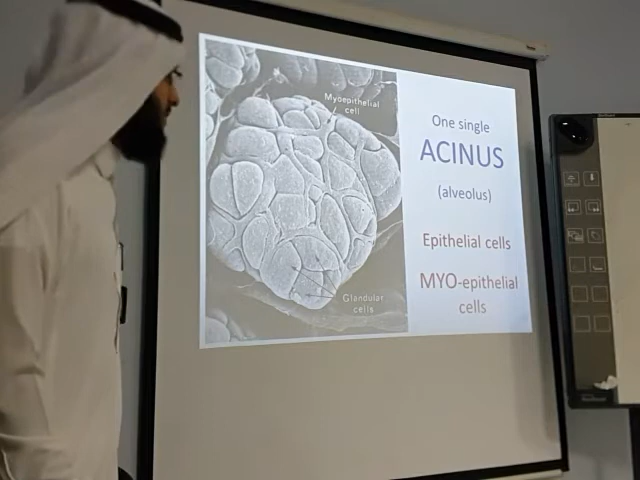 Myoepithelial
cell
Glandular
cells
One single
ACINUS
(alveolus)
Epithelial cells
MYO-epithelial
cells